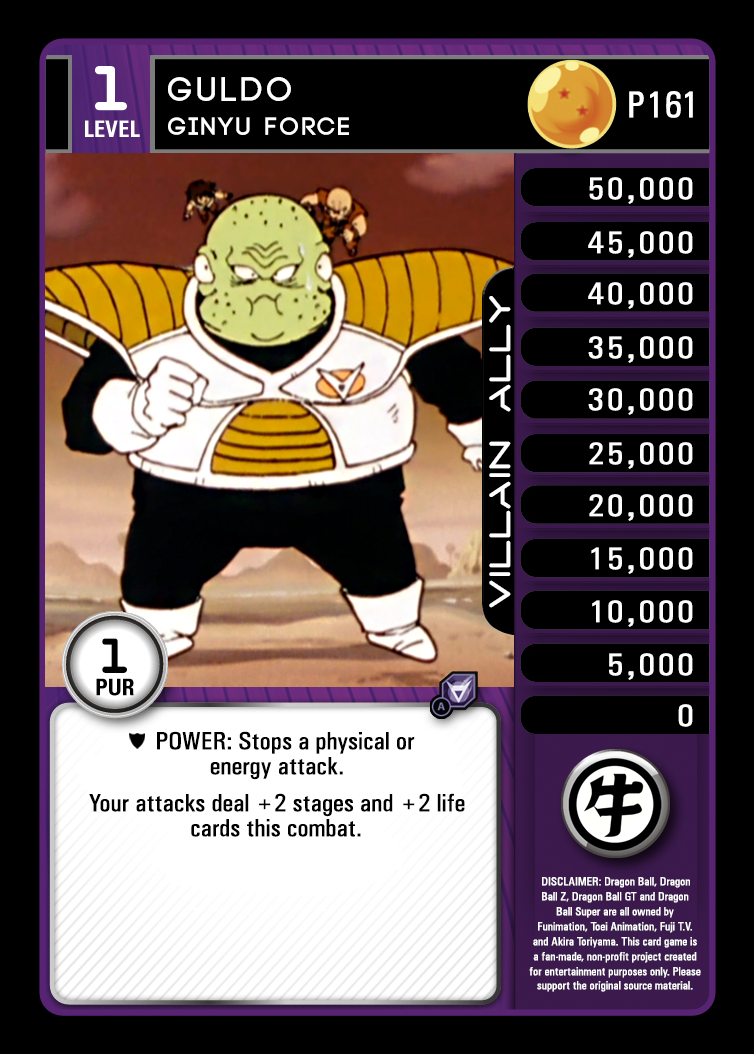 1
LEVEL
GULDO
GINYU FORCE
P161
50,000
45,000
40,000
35,000
30,000
25,000
20,000
15,000
10,000
5,000
0
VILLAIN ALLY
1
PUR
A
POWER: Stops a physical or
energy attack.
Your attacks deal +2 stages and +2 life
cards this combat.
牛
DISCLAIMER: Dragon Ball, Dragon
Ball Z, Dragon Ball GT and Dragon
Ball Super are all owned by
Funimation, Toei Animation, Fuji T.V.
and Akira Toriyama. This card game is
a fan-made, non-profit project created
for entertainment purposes only. Please
support the original source material.